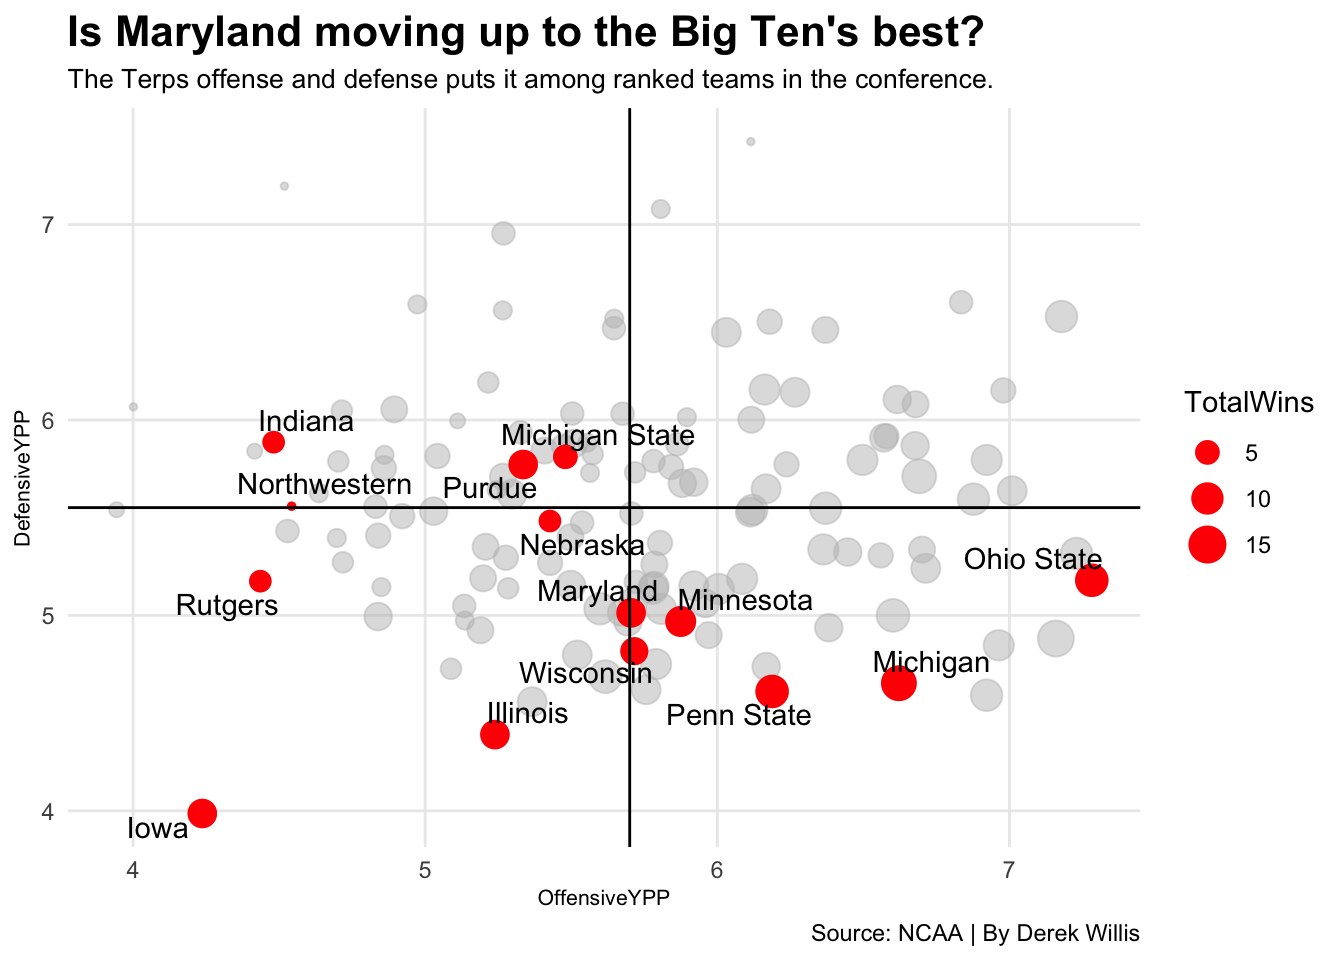 Is Maryland moving up to the Big Ten's best?
The Terps offense and defense puts it among ranked teams in the conference.
DefensiveYPP
7
6
5
4
Indiana
Michigan State
Northwestern
Purdue
Nebraska
Ohio State
Rutgers
Maryland
Minnesota
Wisconsin
Michigan
Illinois
Penn State
Iowa
4
5
6
7
OffensiveYPP
TotalWins
5
10
15
Source: NCAA | By Derek Willis